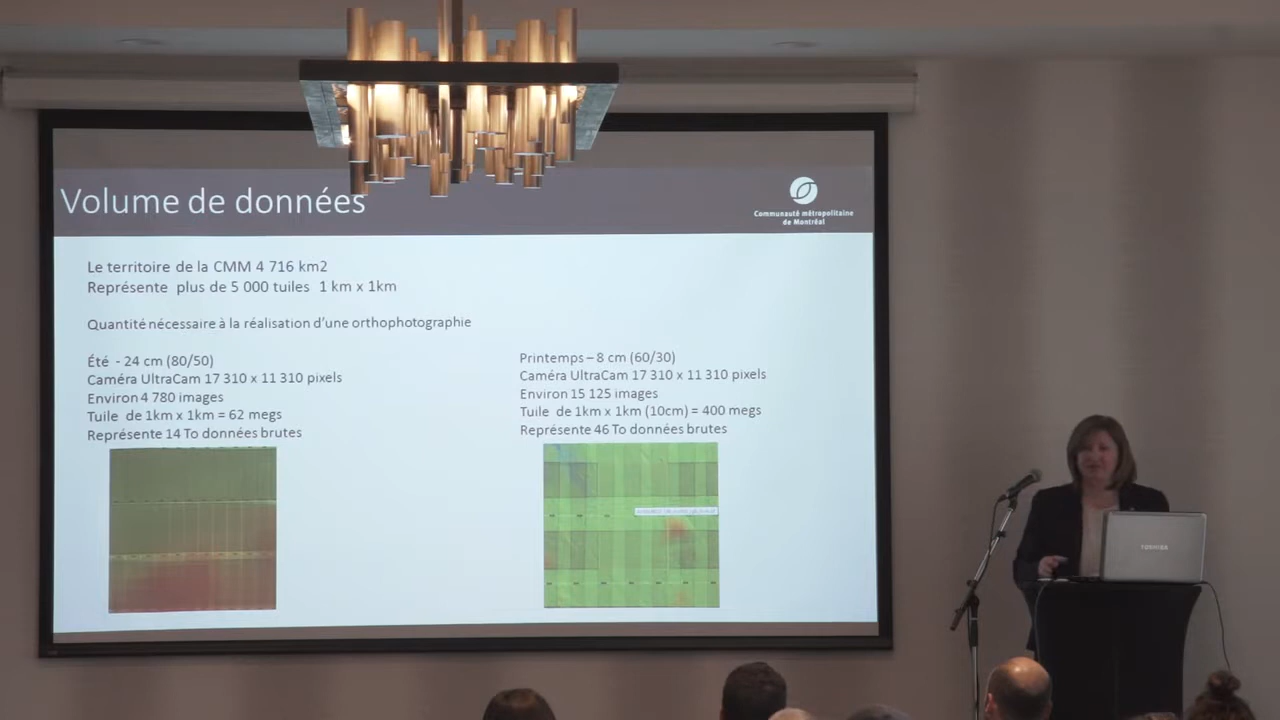 Volume de données
Communauté métropolitaine
de Montréal
Le territoire de la CMM 4 716 km2
Représente plus de 5 000 tuiles 1 km x 1km
Quantité nécessaire à la réalisation d'une orthophotographie
Été - 24 cm (80/50)
Caméra UltraCam 17 310 x 11 310 pixels
Environ 4 780 images
Tuile de 1km x 1km = 62 megs
Représente 14 To données brutes
Printemps – 8 cm (60/30)
Caméra UltraCam 17 310 x 11 310 pixels
Environ 15 125 images
Tuile de 1km x 1km (10cm) = 400 megs
Représente 46 To données brutes
TOSHIBA